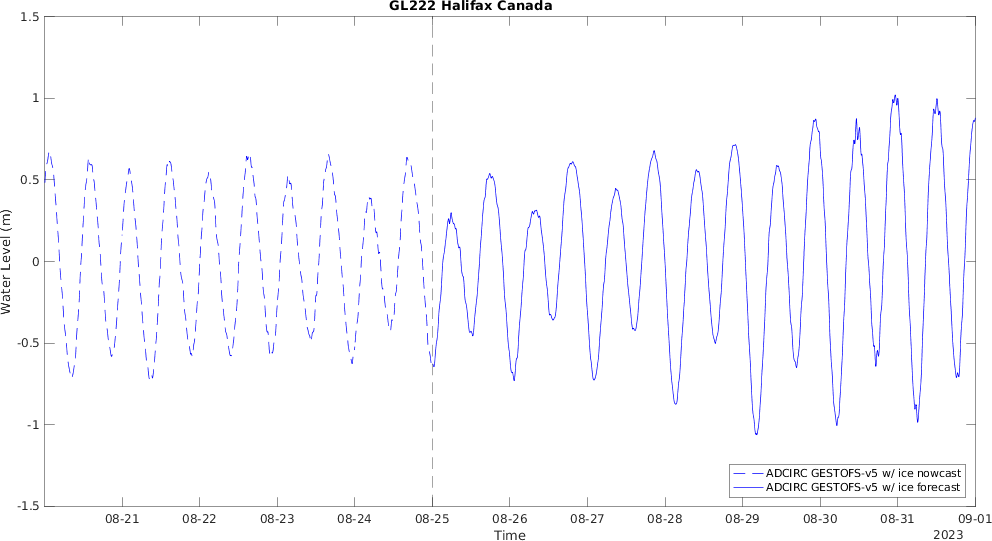 GL222 Halifax Canada
1.5
1
0.5
0
-0.5
-1
-1.5
Water Level (m)
ADCIRC GESTOFS-v5 w/ ice nowcast
ADCIRC GESTOFS-v5 w/ ice forecast
08-21 08-22 08-23 08-24 08-25 08-26 08-27 08-28 08-29 08-30 08-31 09-01
Time
2023